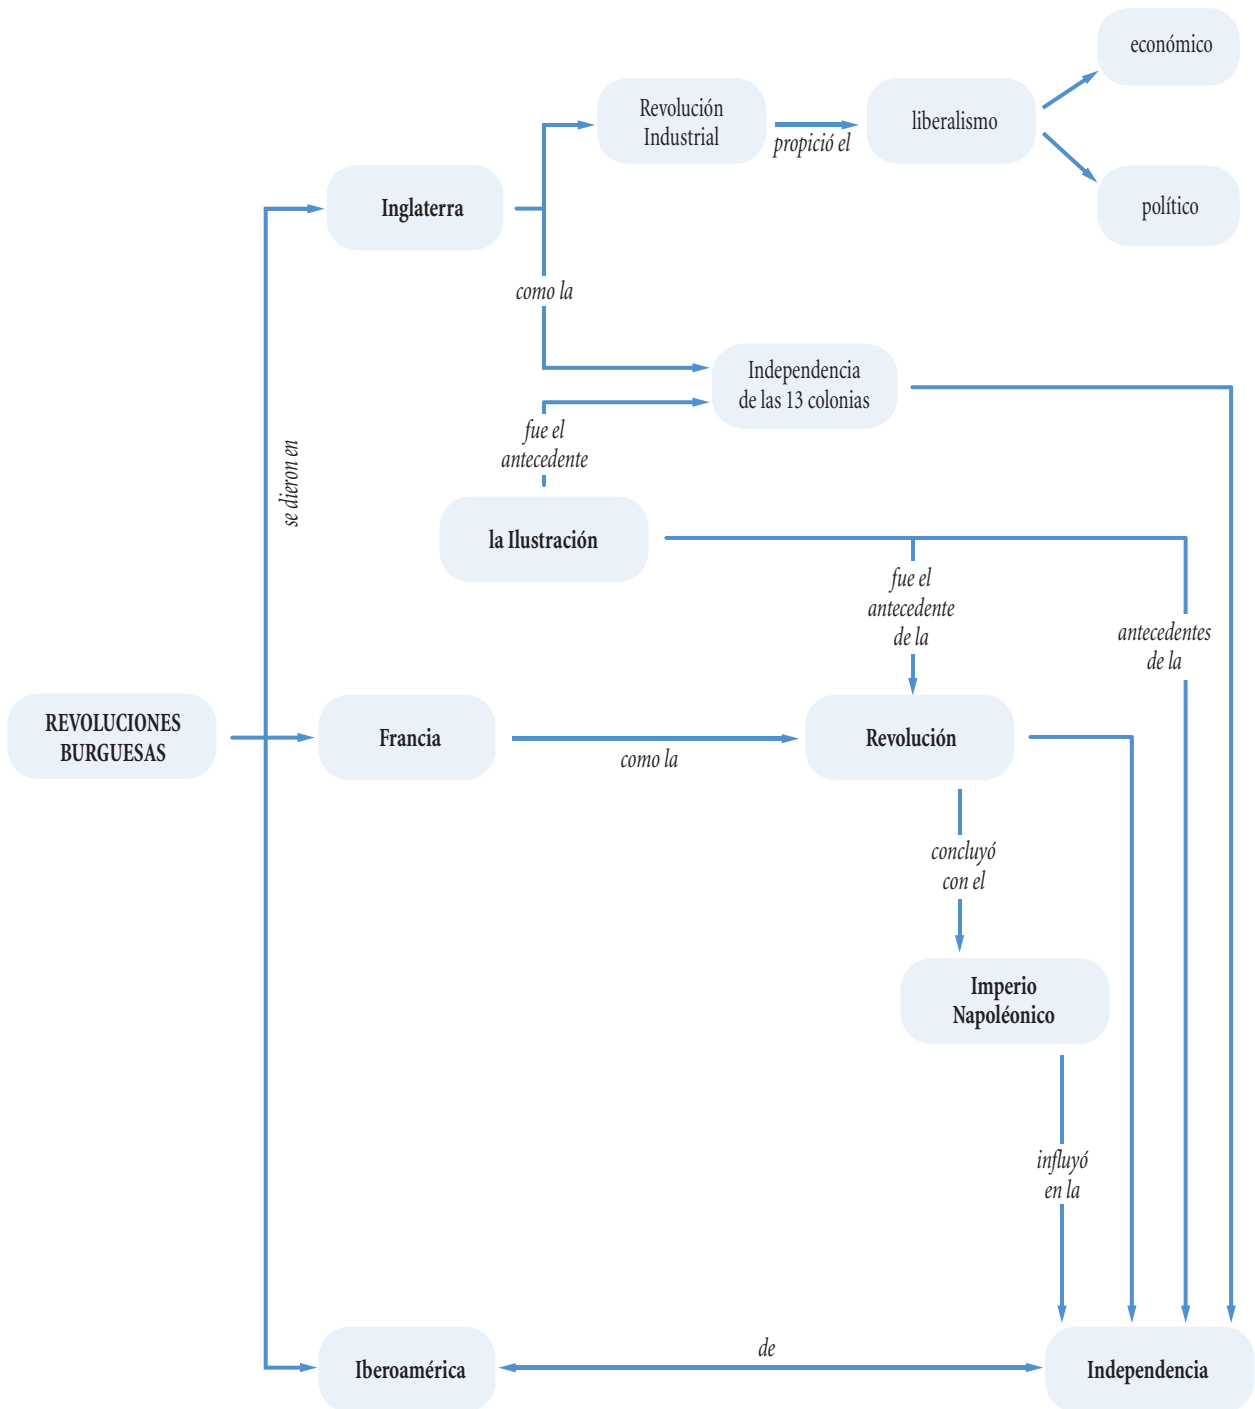 económico
Revolución
Industrial
propició el
liberalismo
político
Inglaterra
como la
Independencia
de las 13 colonias
fue el
antecedente
se dieron en
la Ilustración
fue el
antecedente
de la
antecedentes
de la
REVOLUCIONES
BURGUESAS
Francia
como la
Revolución
concluyó
con el
Imperio
Napoléonico
influyó
en la
Iberoamérica
de
Independencia